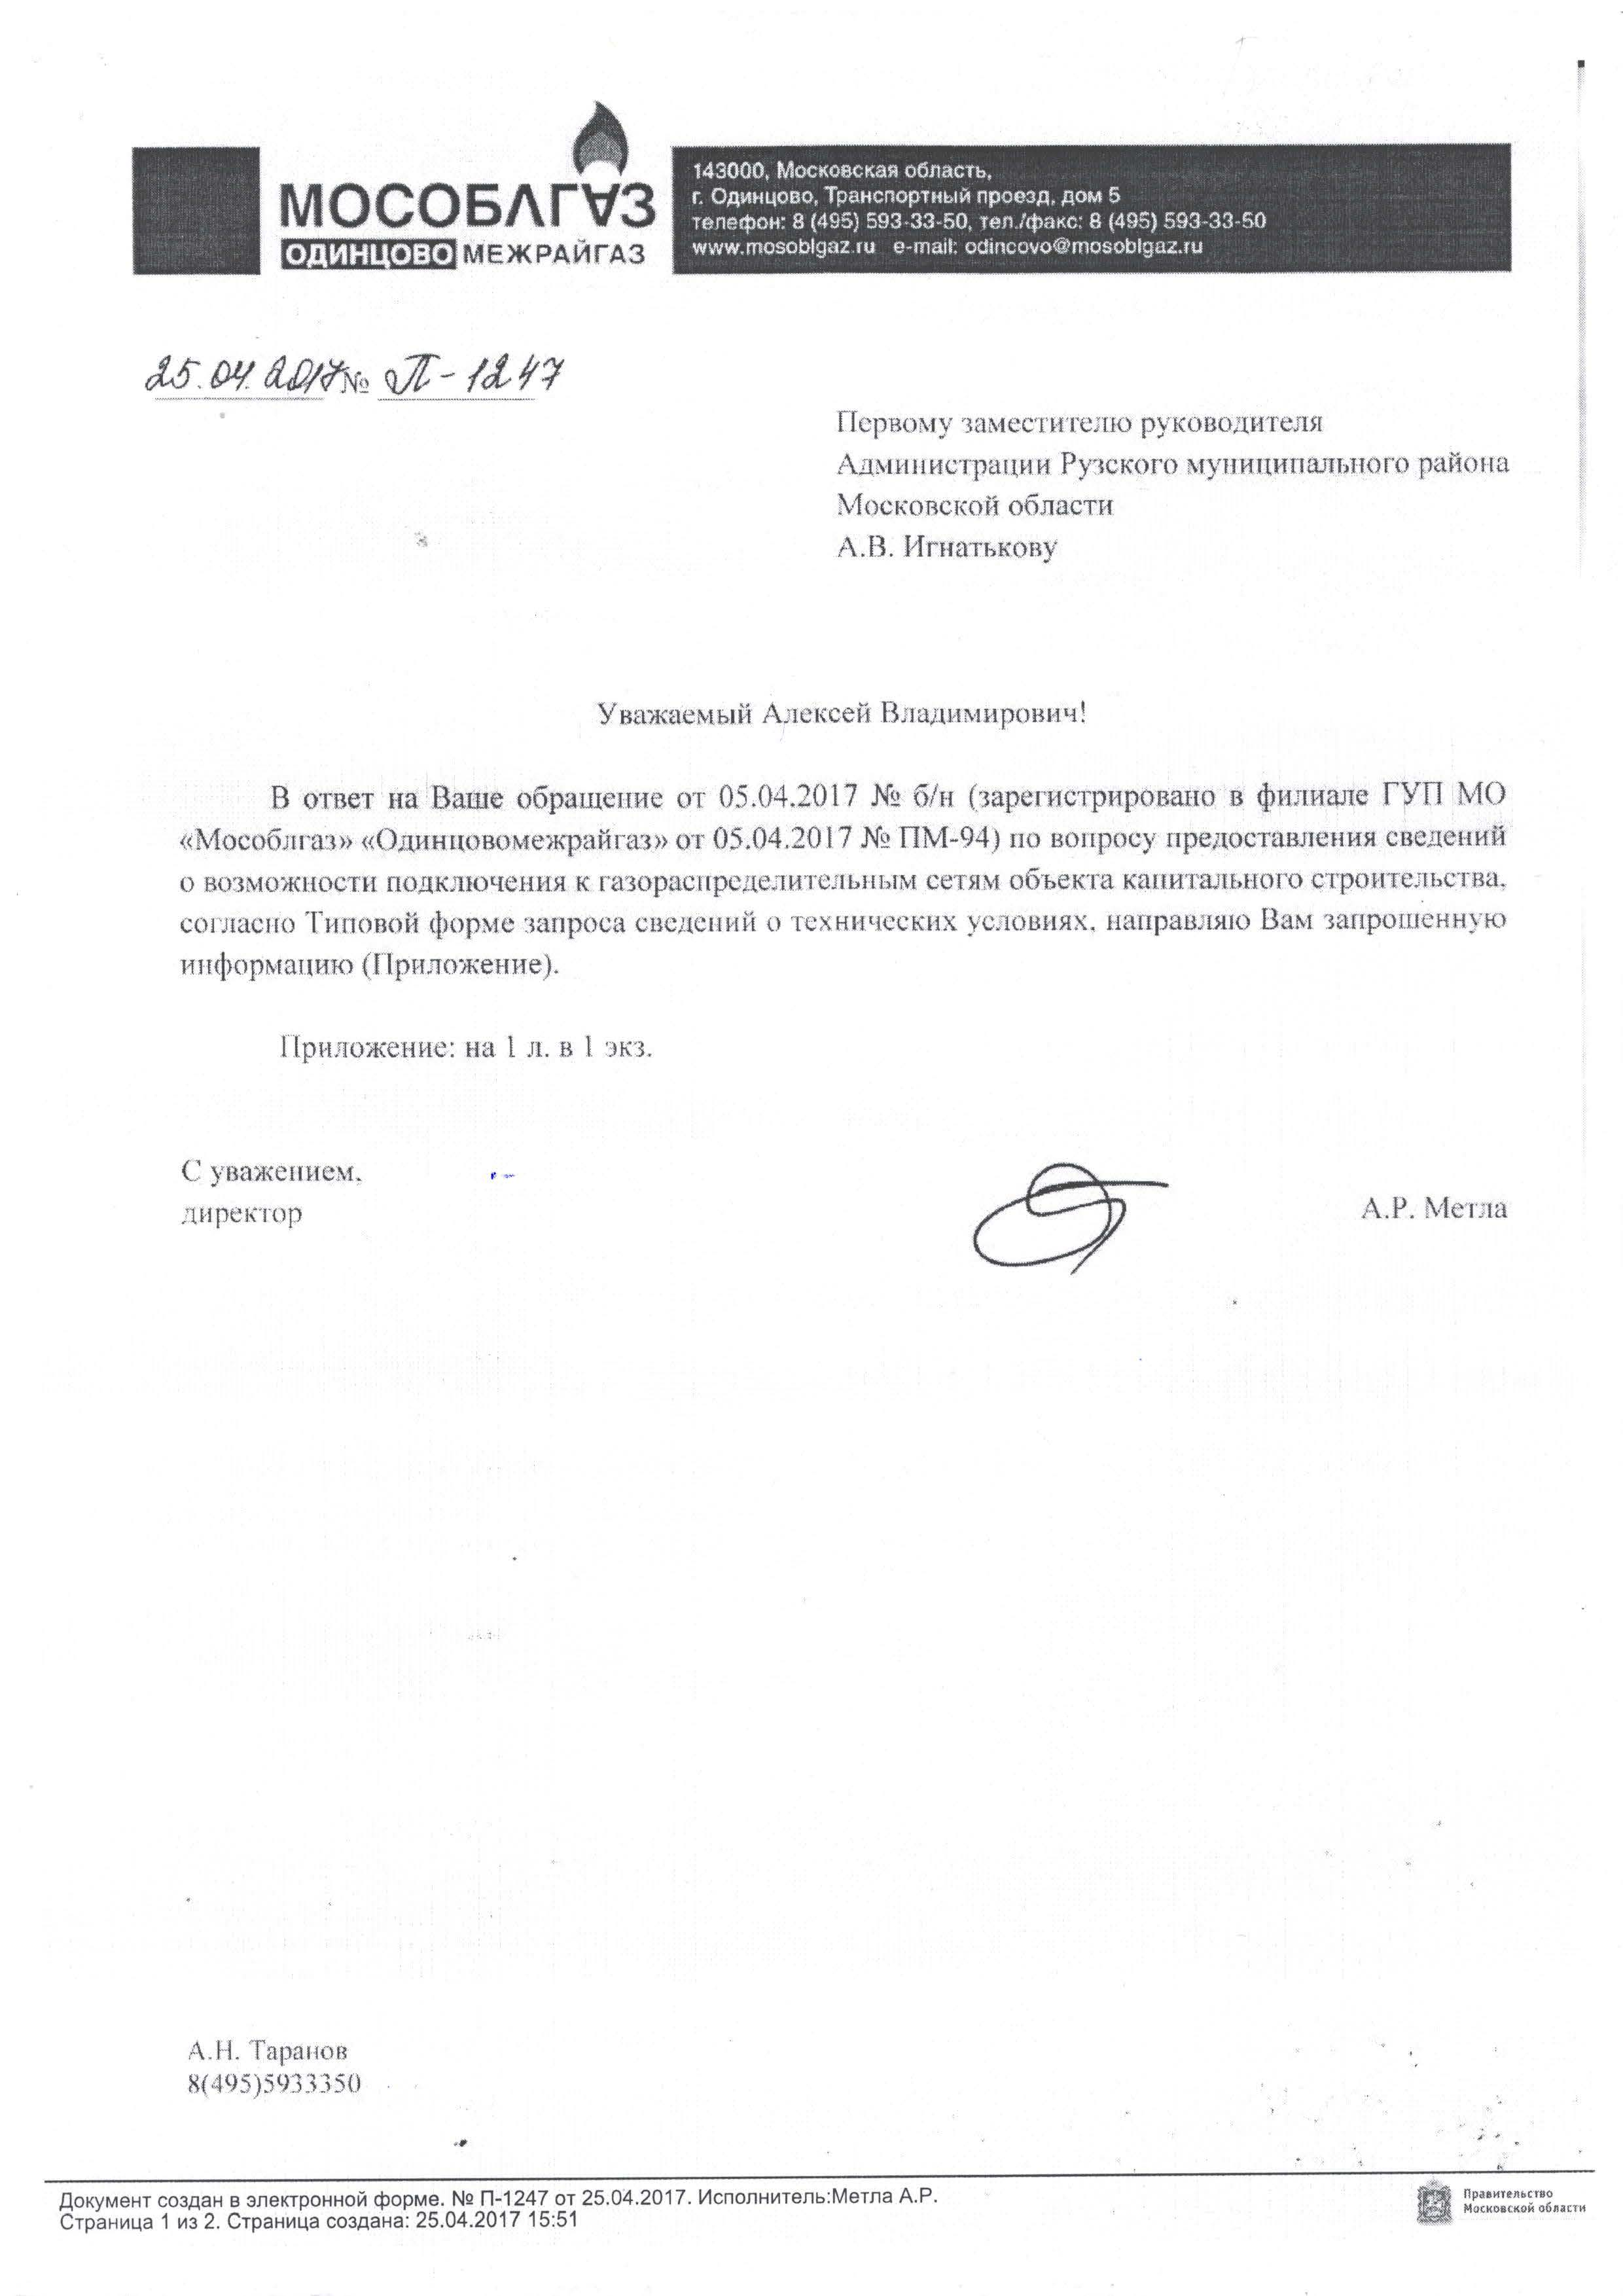 МОСОБЛГАЗ
ОДИНЦОВО МЕЖРАЙГАЗ
143000, Московская область,
г. Одинцово, Транспортный проезд, дом 5
телефон: 8 (495) 593-33-50, тел./факс: 8 (495) 593-33-50
www.mosoblgaz.ru e-mail: odincovo@mosoblgaz.ru
25.04.2017 № П-1247
Первому заместителю руководителя
Администрации Рузского муниципального района
Московской области
А.В. Игнатькову
Уважаемый Алексей Владимирович!
В ответ на Ваше обращение от 05.04.2017 № б/н (зарегистрировано в филиале ГУП МО
«Мособлгаз» «Одинцовомежрайгаз» от 05.04.2017 № ПМ-94) по вопросу предоставления сведений
о возможности подключения к газораспределительным сетям объекта капитального строительства,
согласно Типовой форме запроса сведений о технических условиях, направляю Вам запрошенную
информацию (Приложение).
Приложение: на 1 л. в 1 экз.
С уважением,
директор
А.Р. Метла
А.Н. Таранов
8(495)5933350
Документ создан в электронной форме. № П-1247 от 25.04.2017. Исполнитель:Метла А.Р.
Страница 1 из 2. Страница создана: 25.04.2017 15:51
Правительство
Московской области